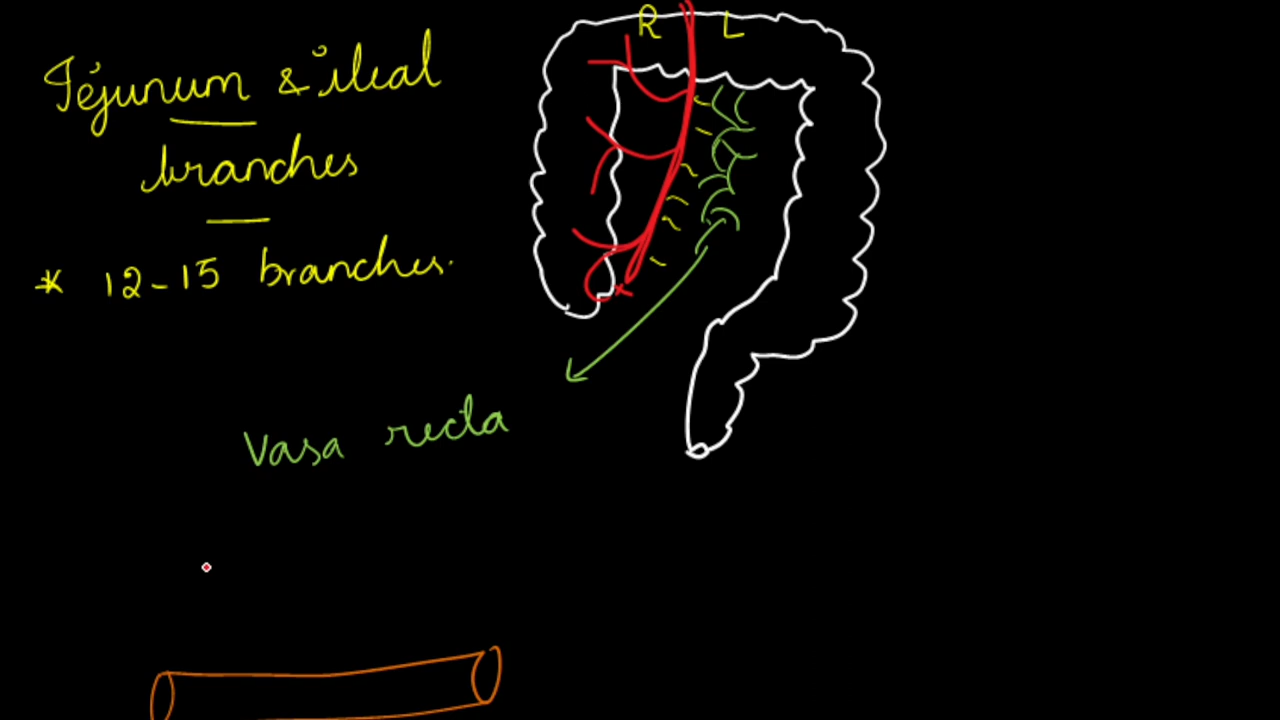 Jejunum & ileal
branches
* 12-15 branches.
R L
Vasa recta